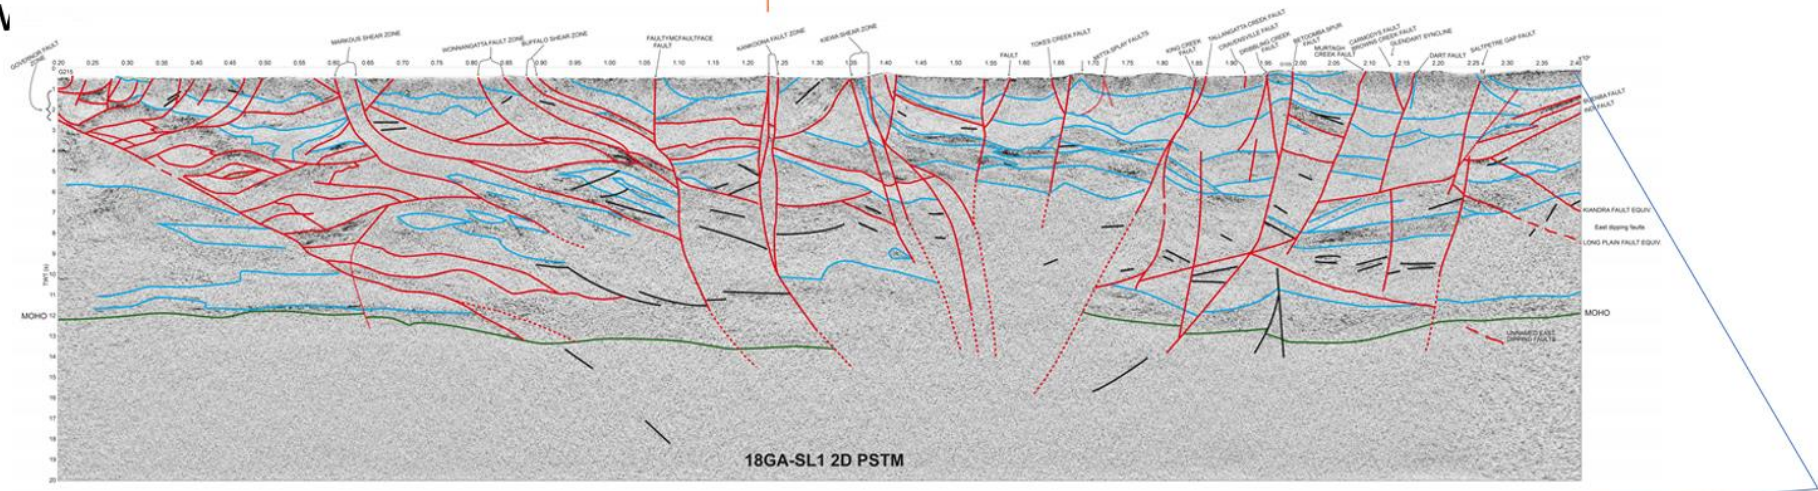 GOVERNOR FAULT
ZONE
MARKOUS SHEAR ZONE
WONNANGATTA FAULT ZONE
BUFFALO SHEAR ZONE
FAULTY/MCFAULTFACE
FAULT
KANKOONA FAULT ZONE
KIEWA SHEAR ZONE
FAULT
TOKES CREEK FAULT
MITTA SPLAY FAULTS
KING CREEK
FAULT
TALLANGATTA CREEK FAULT
CRAVENSVILLE FAULT
DRIBBLING CREEK
FAULT
BETOOMBA SPUR
FAULT
MURTAGH
CREEK FAULT
CARMODYS FAULT
BROWNS CREEK FAULT
GLENDART SYNCLINE
DART FAULT
SALTPETRE GAP FAULT
0.20 0.25 0.30 0.35 0.40 0.45 0.50 0.55 0.60 0.65 0.70 0.75 0.80 0.85 0.90 0.95 1.00 1.05 1.10 1.15 1.20 1.25 1.30 1.35 1.40 1.45 1.50 1.55 1.60 1.65 1.70 1.75 1.80 1.85 1.90 1.95 2.00 2.05 2.10 2.15 2.20 2.25 2.30 2.35 2.40
G215
0
1
2
3
4
5
6
7
8
9
10
11
12
13
14
15
16
17
18
19
20
TWT (s)
INDI FAULT
KIANDRA FAULT EQUIV.
East dipping faults
LONG PLAIN FAULT EQUIV.
MOHO
MOHO
UNNAMED EAST
DIPPING FAULTS
18GA-SL1 2D PSTM